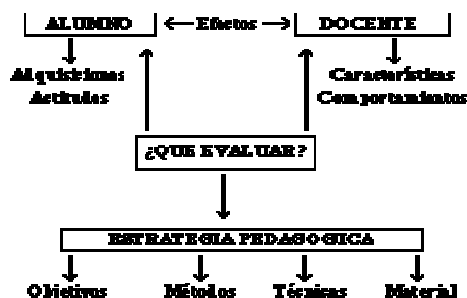 ALUMNO Efectos DOCENTE
Adquisiciones Características
Actitudes Comportamientos
¿QUE EVALUAR?
ESTRATEGIA PEDAGOGICA
Objetivos Métodos Técnicas Material